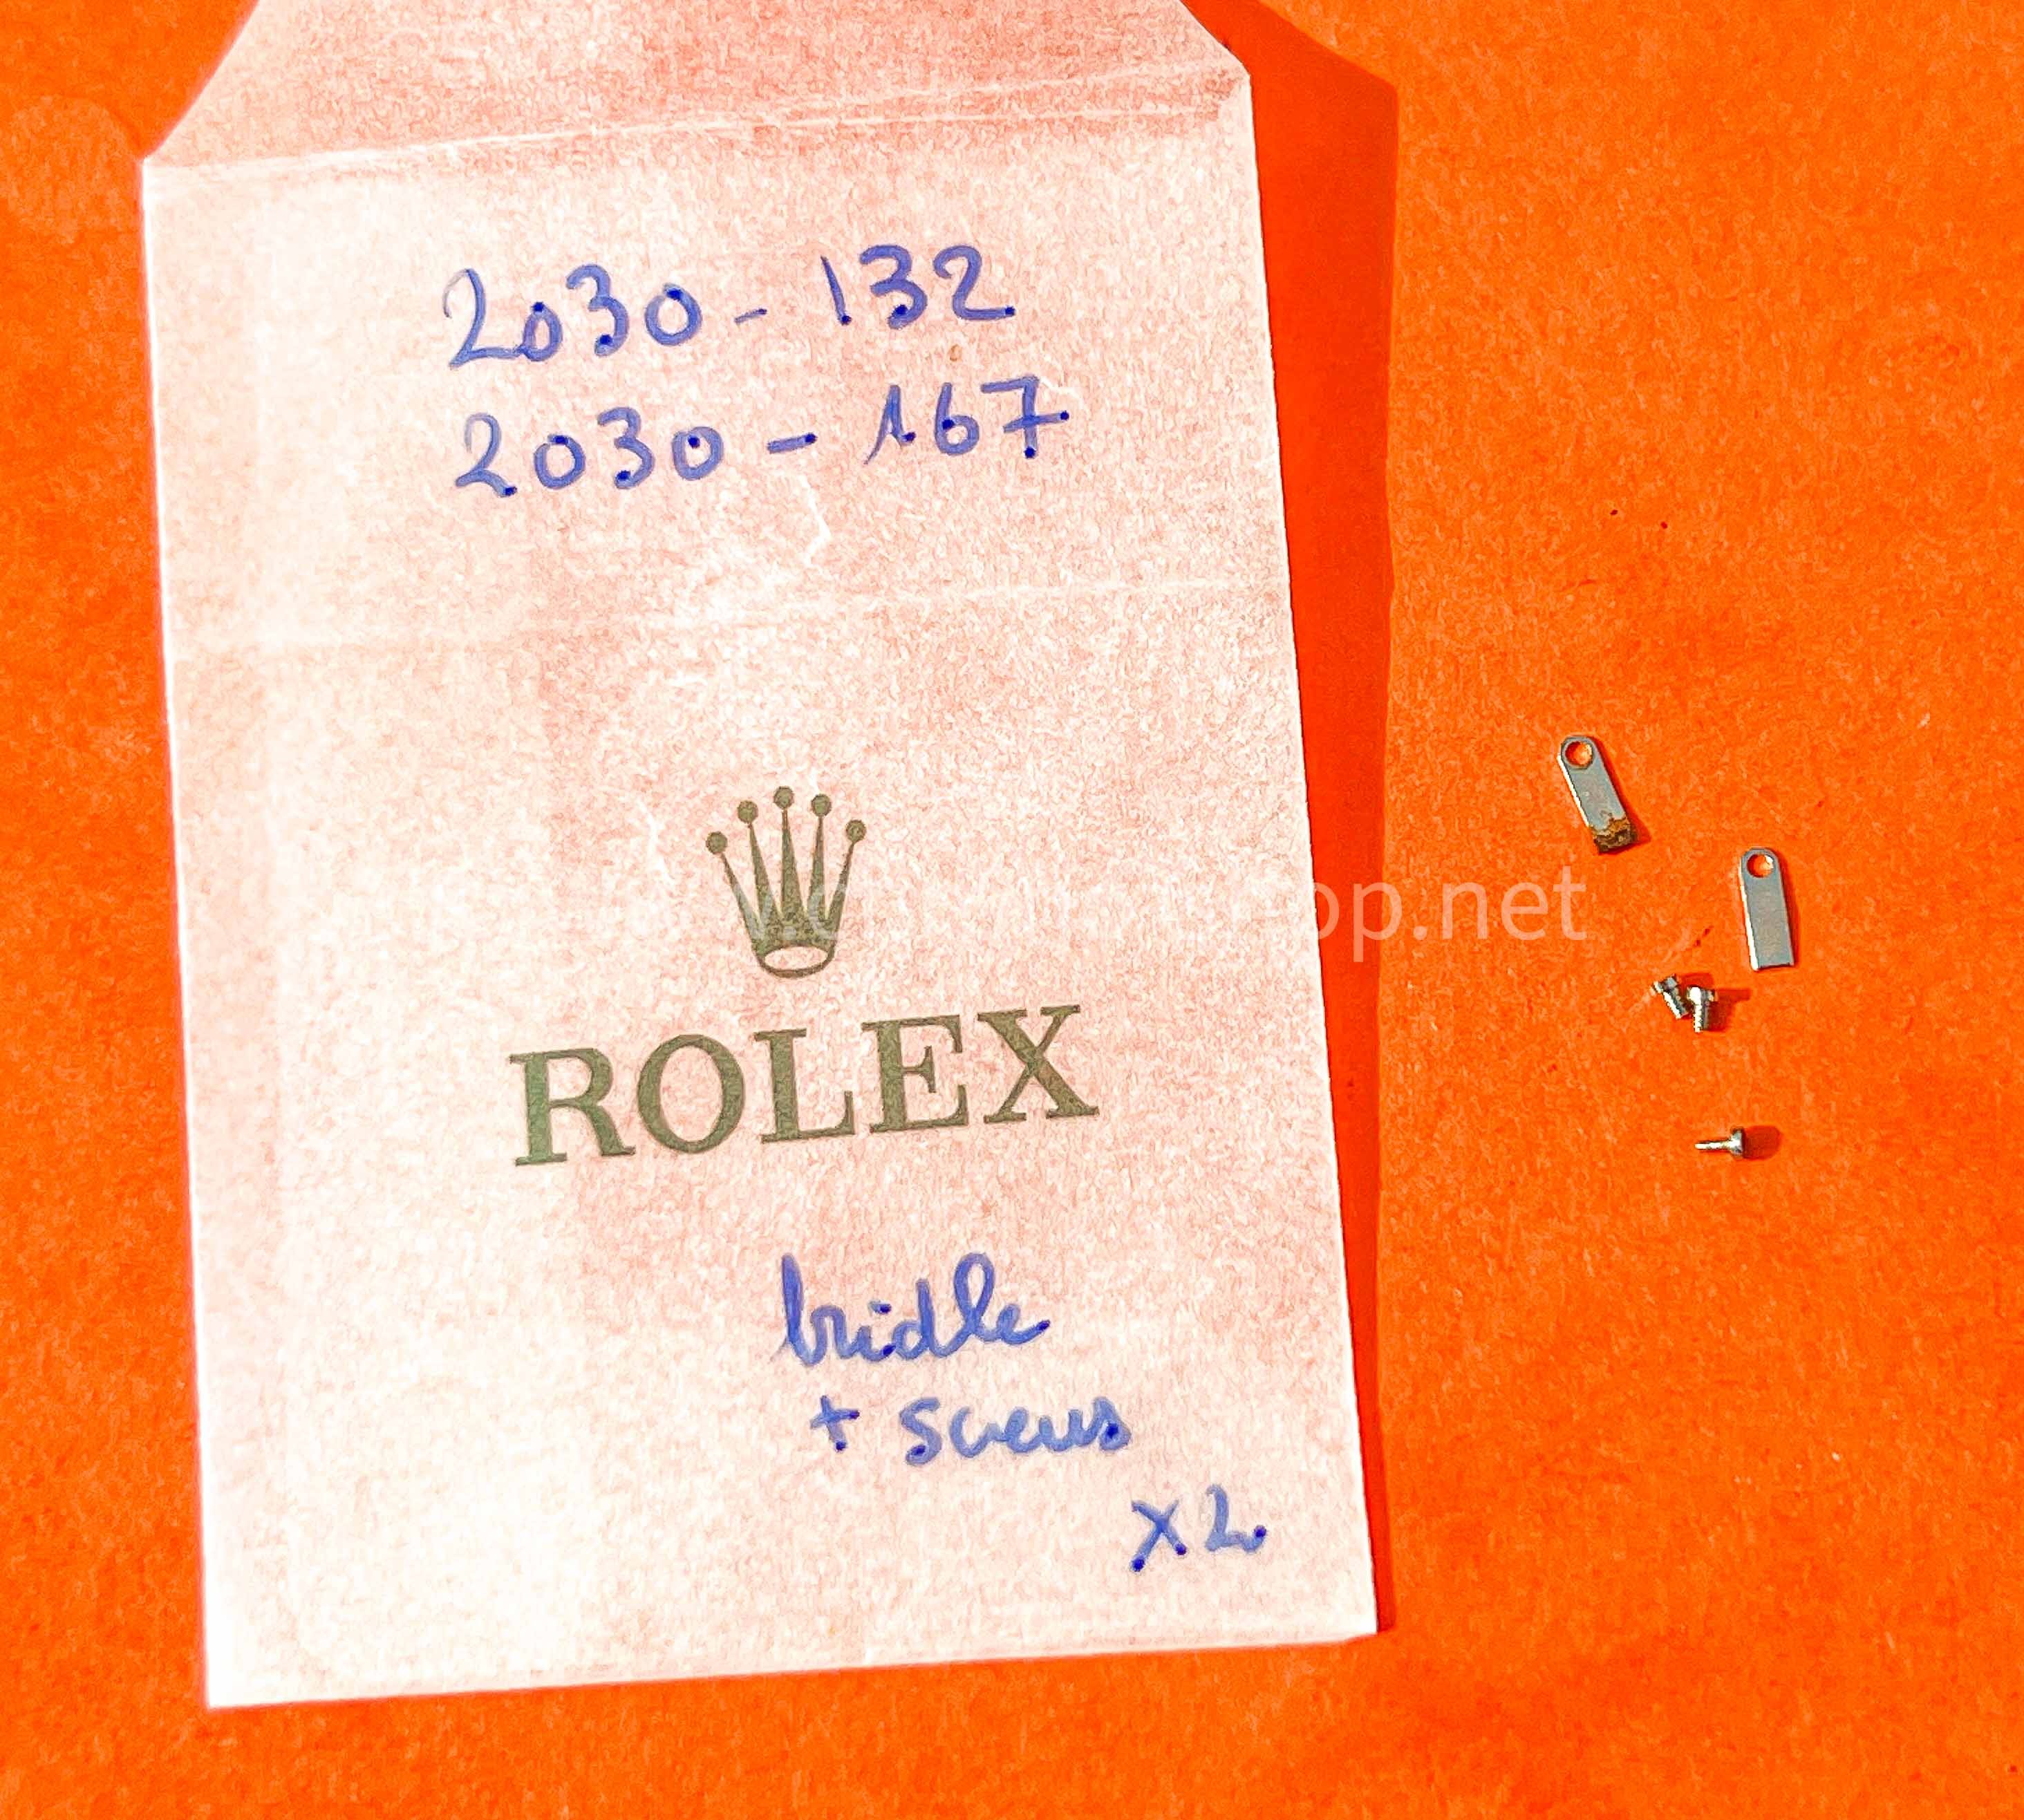 2030 - 132
2030 - 167
ROLEX
bridle
+ screws
x2